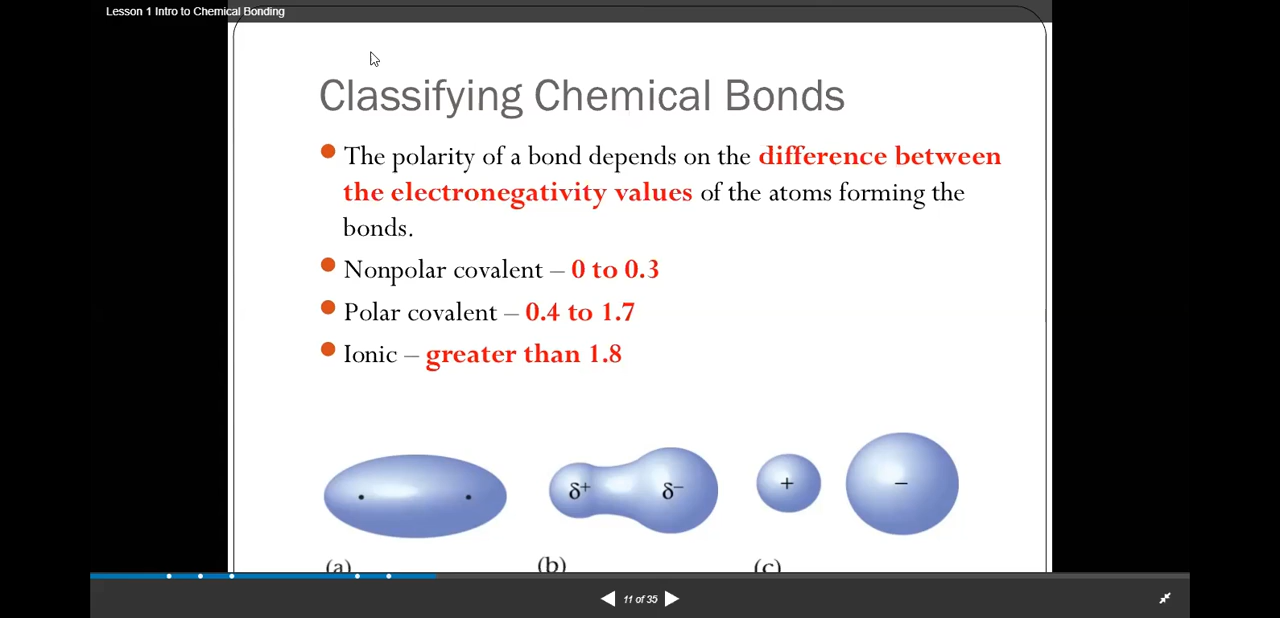 Lesson 1 Intro to Chemical Bonding
Classifying Chemical Bonds
The polarity of a bond depends on the difference between
the electronegativity values of the atoms forming the
bonds.
Nonpolar covalent – 0 to 0.3
Polar covalent – 0.4 to 1.7
Ionic – greater than 1.8
δ+ δ− + −
(a) (b) (c)
11 of 35